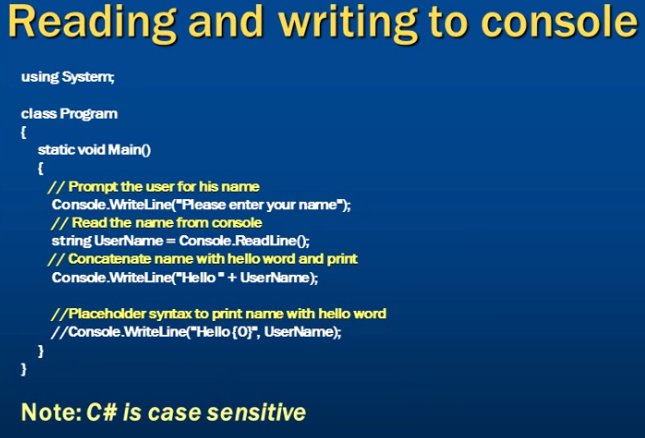 Reading and writing to console
using System;
class Program
{
static void Main()
{
// Prompt the user for his name
Console.WriteLine("Please enter your name");
// Read the name from console
string UserName = Console.ReadLine();
// Concatenate name with hello word and print
Console.WriteLine("Hello " + UserName);
//Placeholder syntax to print name with hello word
//Console.WriteLine("Hello {0}", UserName);
}
}
Note: C# is case sensitive